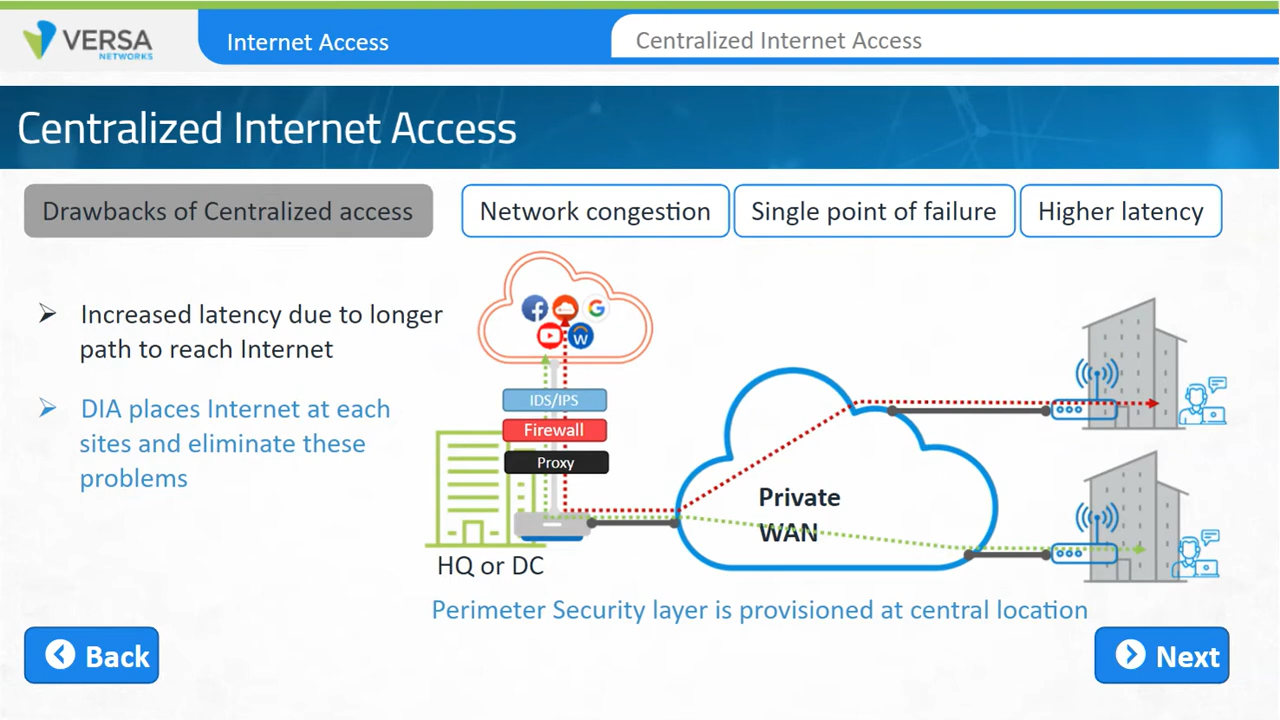 VERSA
NETWORKS
Internet Access
Centralized Internet Access
Centralized Internet Access
Drawbacks of Centralized access
Network congestion
Single point of failure
Higher latency
Increased latency due to longer
path to reach Internet
DIA places Internet at each
sites and eliminate these
problems
IDS/IPS
Firewall
Proxy
HQ or DC
Private
WAN
Perimeter Security layer is provisioned at central location
Back
Next